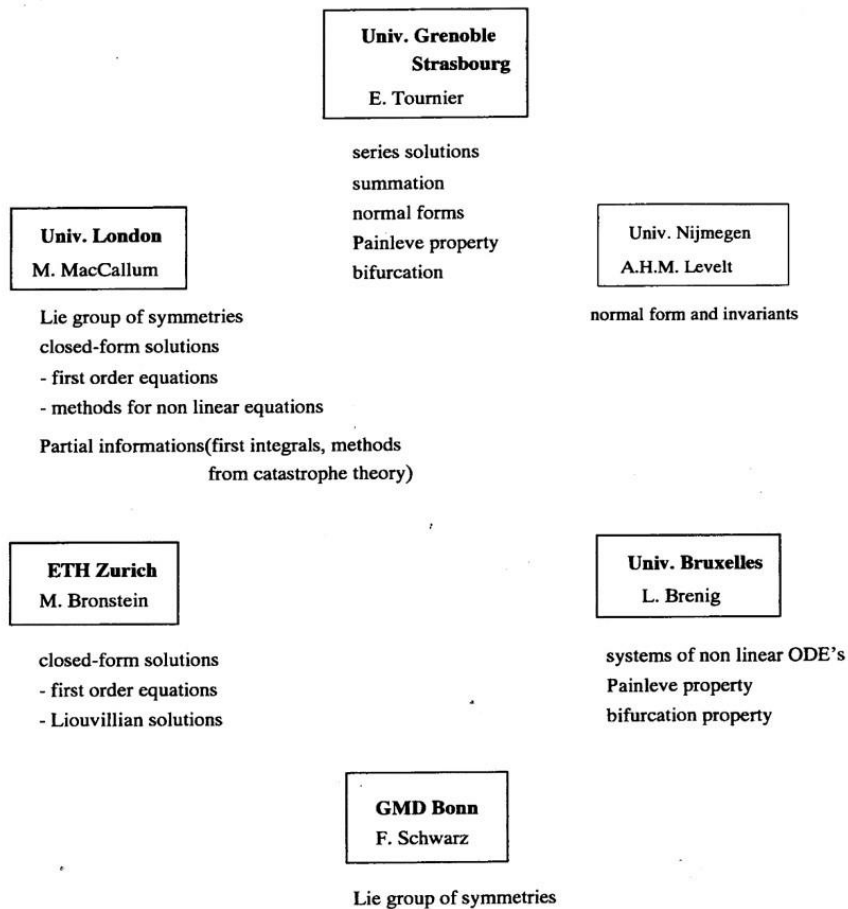 Univ. Grenoble
Strasbourg
E. Tournier
series solutions
summation
normal forms
Painleve property
bifurcation
Univ. London
M. MacCallum
Lie group of symmetries
closed-form solutions
- first order equations
- methods for non linear equations
Partial informations(first integrals, methods
from catastrophe theory)
Univ. Nijmegen
A.H.M. Levelt
normal form and invariants
ETH Zurich
M. Bronstein
closed-form solutions
- first order equations
- Liouvillian solutions
Univ. Bruxelles
L. Brenig
systems of non linear ODE's
Painleve property
bifurcation property
GMD Bonn
F. Schwarz
Lie group of symmetries